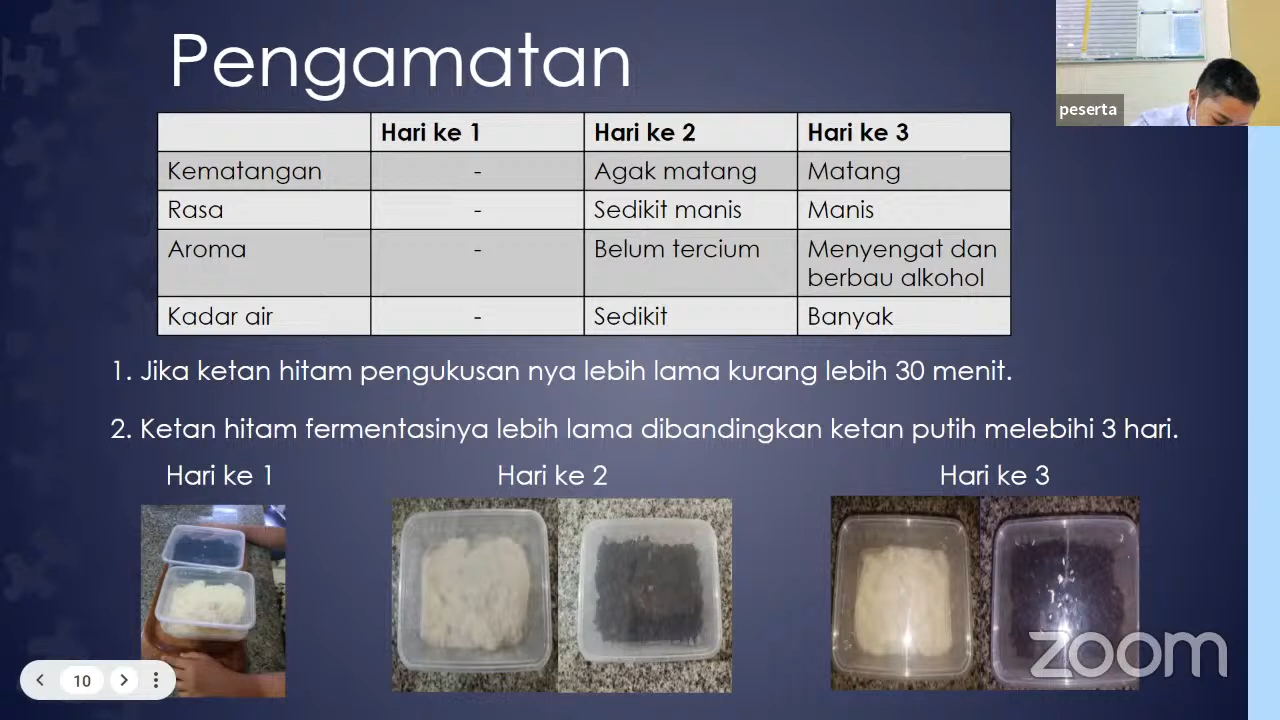 Pengamatan
peserta
Hari ke 1 Hari ke 2 Hari ke 3
Kematangan - Agak matang Matang
Rasa - Sedikit manis Manis
Aroma - Belum tercium Menyengat dan
berbau alkohol
Kadar air - Sedikit Banyak
1. Jika ketan hitam pengukusan nya lebih lama kurang lebih 30 menit.
2. Ketan hitam fermentasinya lebih lama dibandingkan ketan putih melebihi 3 hari.
Hari ke 1 Hari ke 2 Hari ke 3
zoom
10